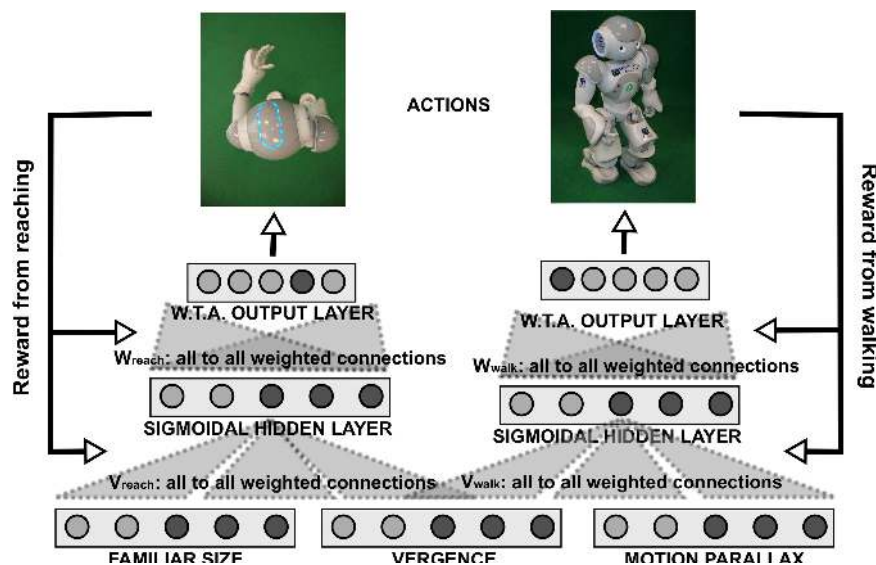 ACTIONS
Reward from reaching
Reward from walking
W.T.A. OUTPUT LAYER
W.T.A. OUTPUT LAYER
Wreach: all to all weighted connections
Wwalk: all to all weighted connections
SIGMOIDAL HIDDEN LAYER
SIGMOIDAL HIDDEN LAYER
Vreach: all to all weighted connections
Vwalk: all to all weighted connections
FAMILIAR SIZE
VERGENCE
MOTION PARALLAX